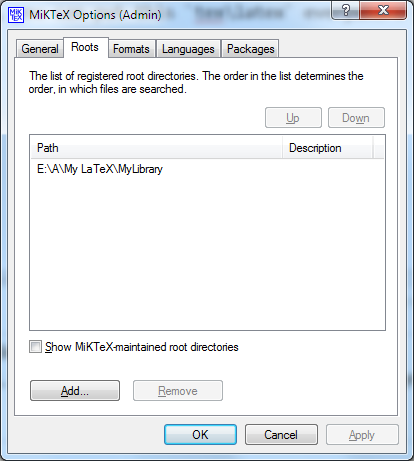 MiKTeX Options (Admin)
General Roots Formats Languages Packages
The list of registered root directories. The order in the list determines the
order, in which files are searched.
Up Down
Path Description
E:\A\My LaTeX\MyLibrary
Show MiKTeX-maintained root directories
Add... Remove
OK Cancel Apply